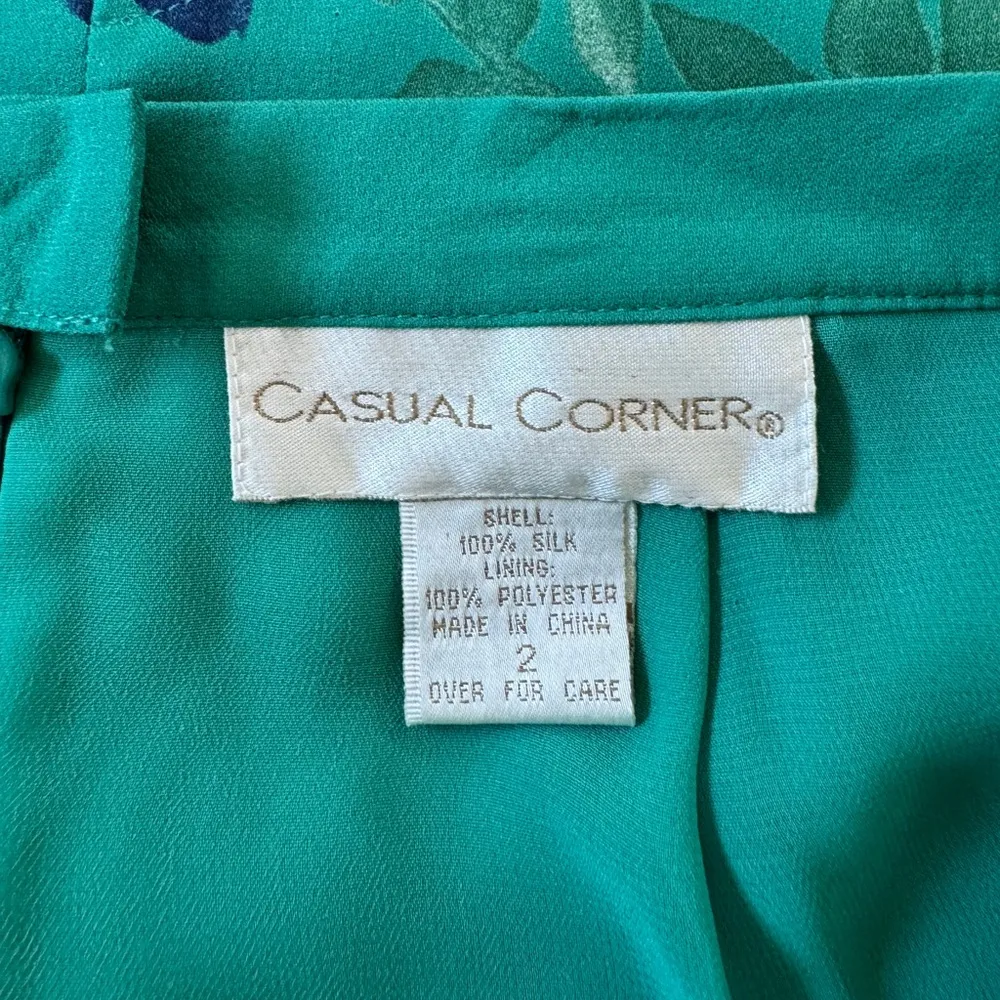 CASUAL CORNER®
SHELL:
100% SILK
LINING:
100% POLYESTER
MADE IN CHINA
2
OVER FOR CARE